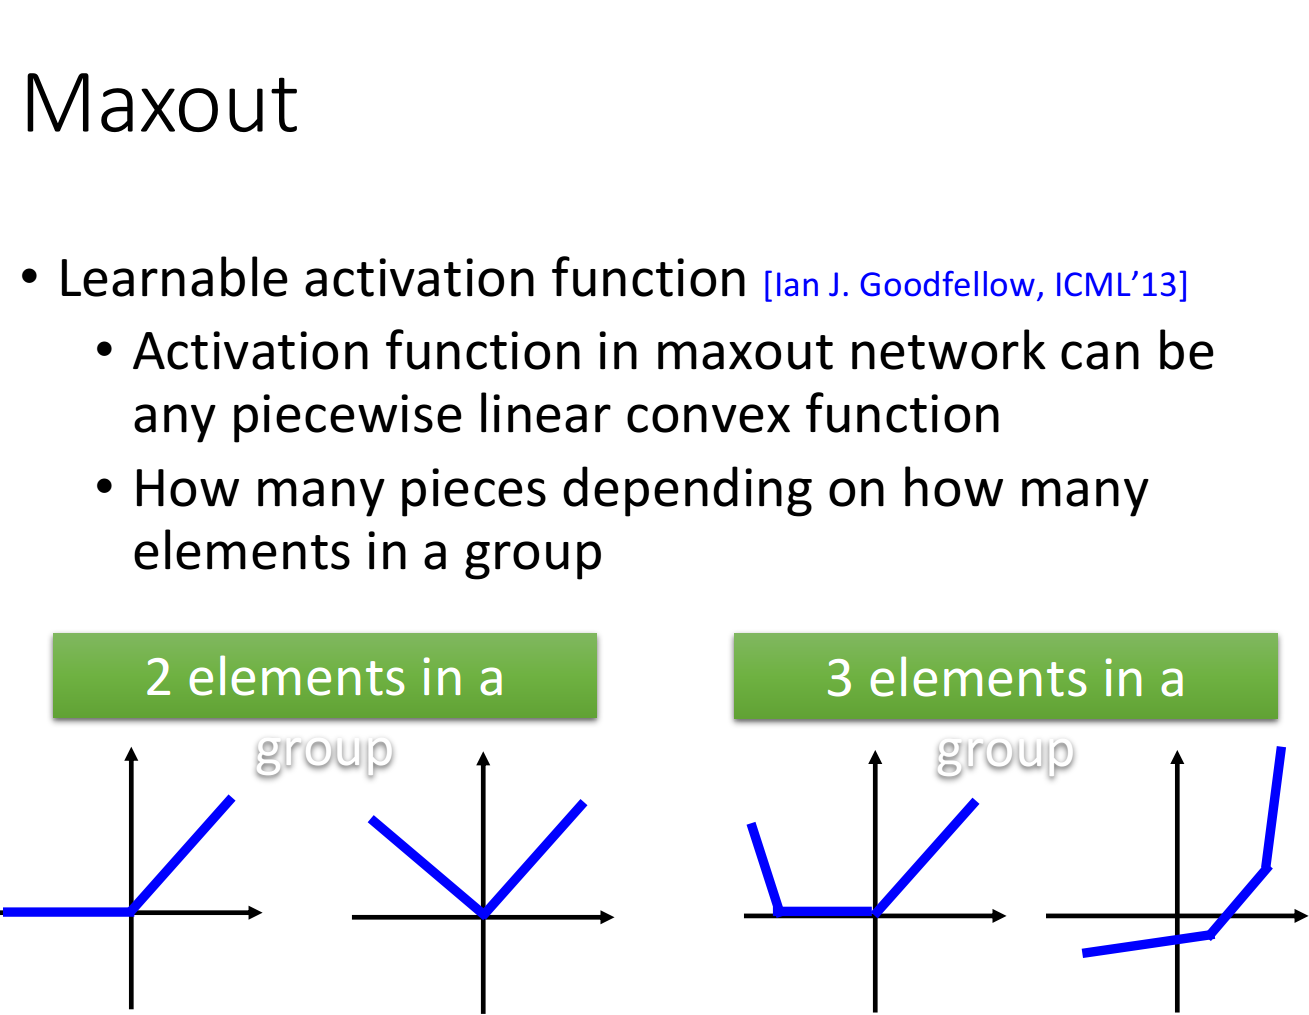 Maxout
• Learnable activation function [Ian J. Goodfellow, ICML’13]
• Activation function in maxout network can be
any piecewise linear convex function
• How many pieces depending on how many
elements in a group
2 elements in a
group
3 elements in a
group